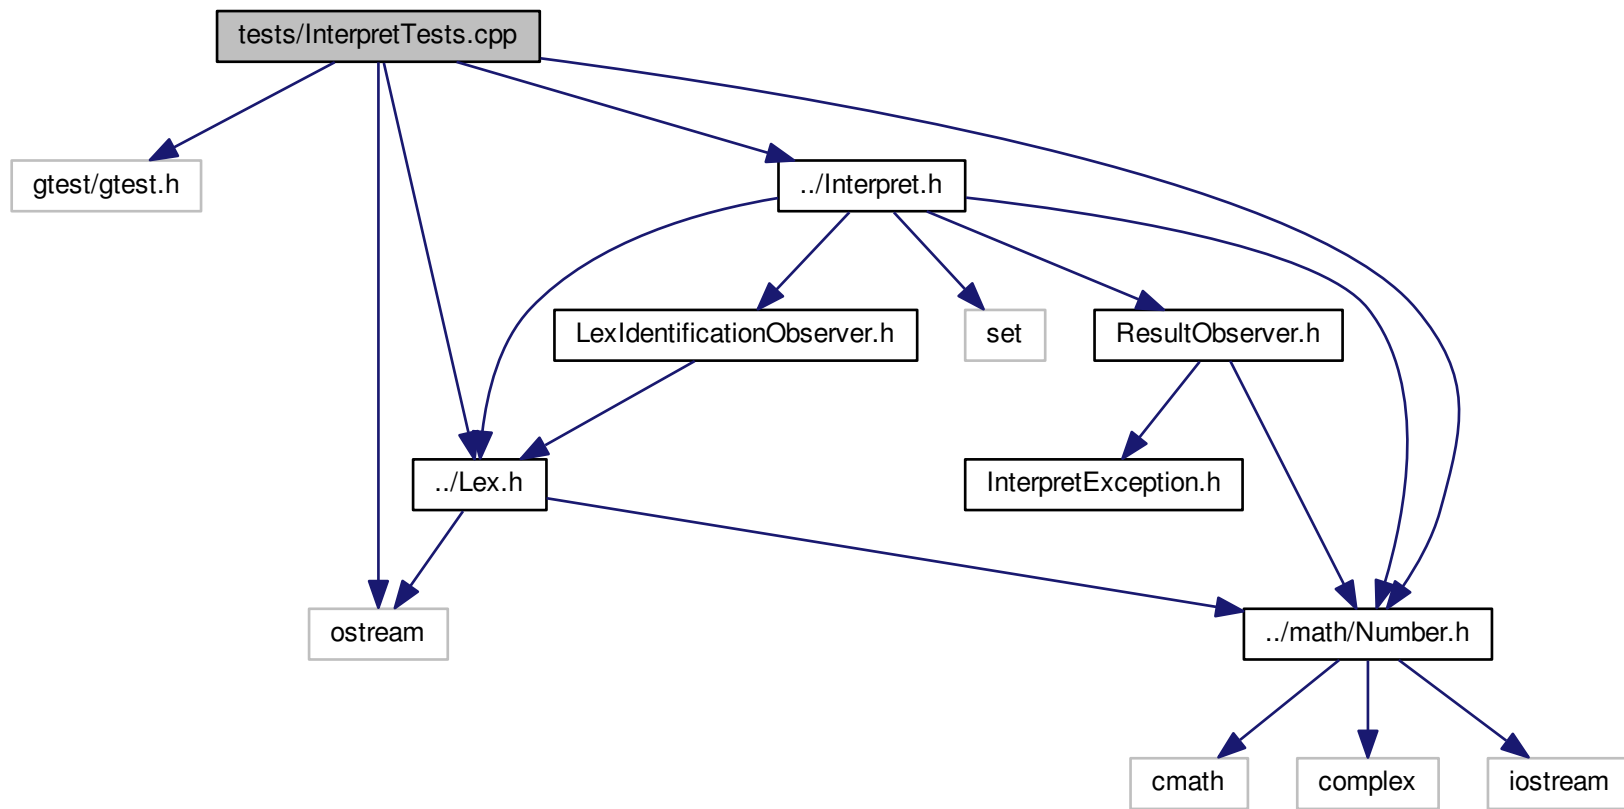 tests/InterpretTests.cpp
gtest/gtest.h
../Interpret.h
LexIdentificationObserver.h
set
ResultObserver.h
../Lex.h
InterpretException.h
ostream
../math/Number.h
cmath
complex
iostream